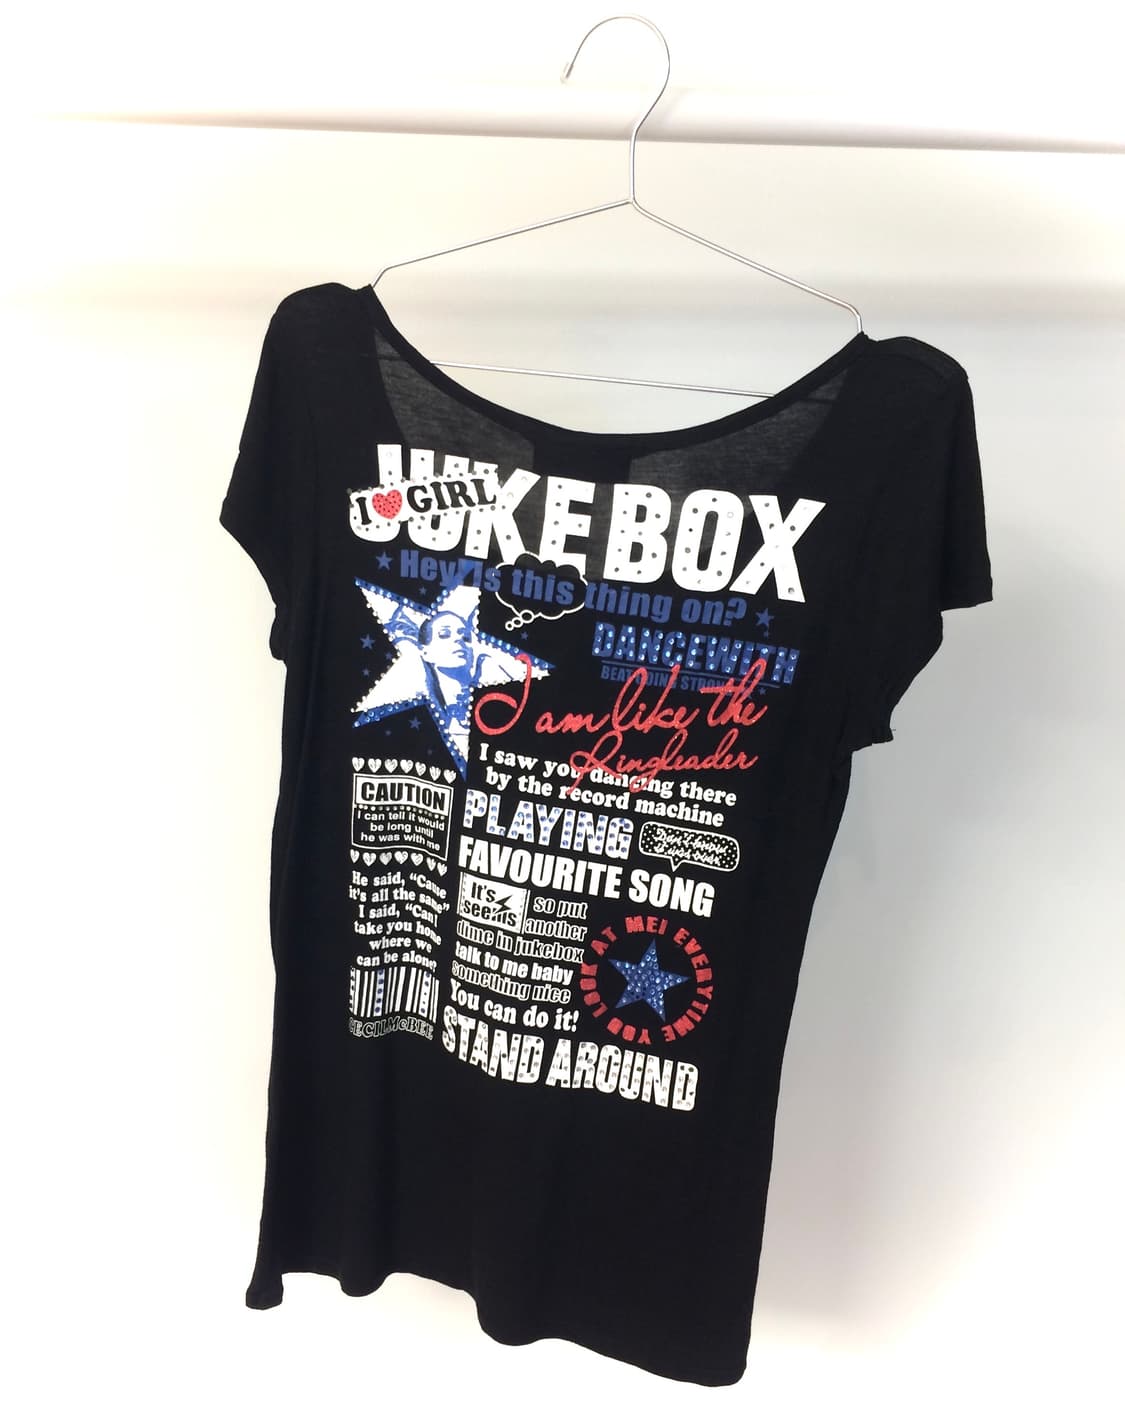 JUKE BOX
I ♥ GIRL
Hey! Is this thing on?
DANCEWITH
I am like the
Ringleader
I saw you dancing there
by the record machine
PLAYING
FAVOURITE SONG
CAUTION
I can tell it would
be long until
he was with me
He said, "Cause
it's all the same"
I said, "Can I
take you home
where we
can be alone
CECIL McBEE
It's
seems
so put
another
dime in jukebox
talk to me baby
something nice
You can do it!
STAND AROUND
AT ME! EVERYTIME YOU LOOK